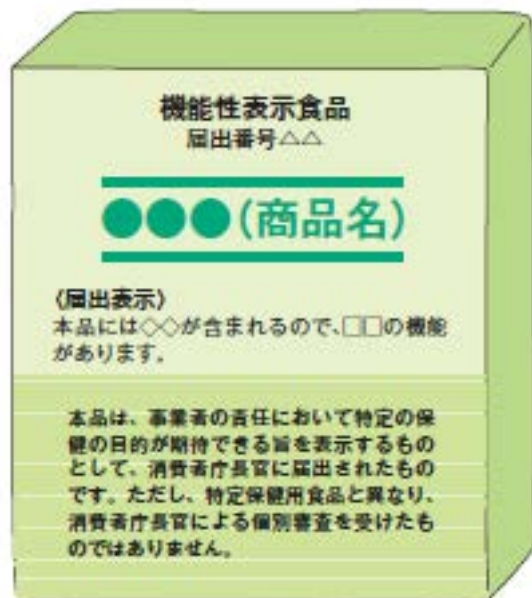 機能性表示食品
届出番号△△
●●●(商品名)
〈届出表示〉
本品には◇◇が含まれるので、□□の機能
があります。
本品は、事業者の責任において特定の保
健の目的が期待できる旨を表示するもの
として、消費者庁長官に届出されたもの
です。ただし、特定保健用食品と異なり、
消費者庁長官による個別審査を受けたも
のではありません。